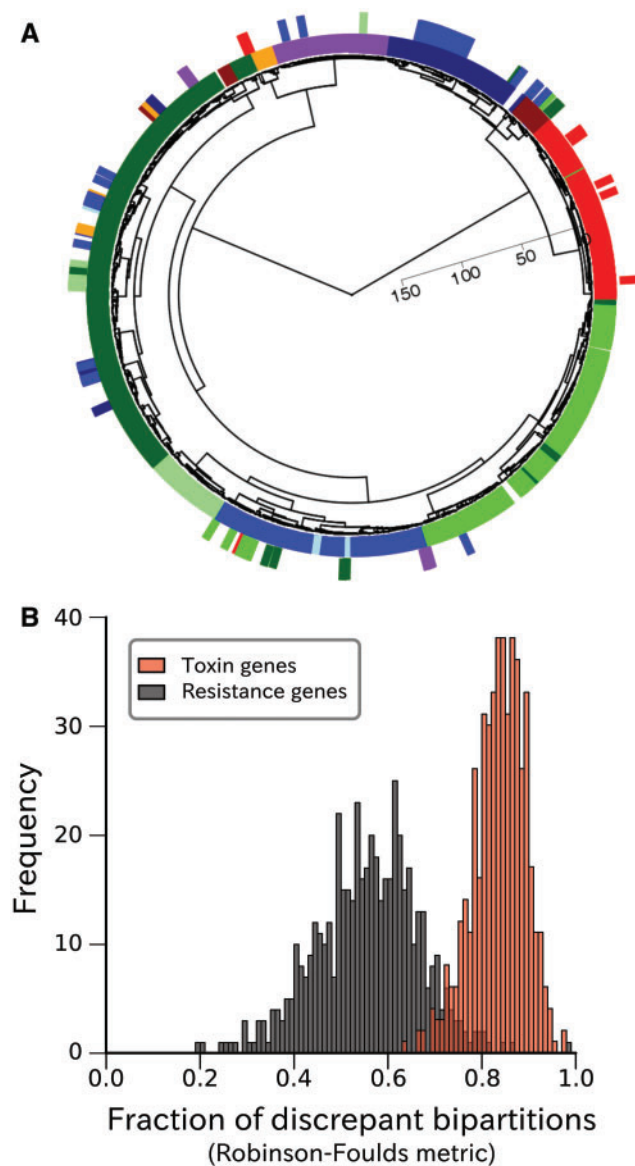 A
0
50
100
150
B
40
30
20
10
0
Frequency
Toxin genes
Resistance genes
0.0 0.2 0.4 0.6 0.8 1.0
Fraction of discrepant bipartitions
(Robinson-Foulds metric)